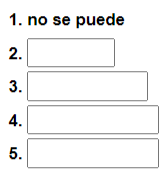 1. no se puede
2.
3.
4.
5.